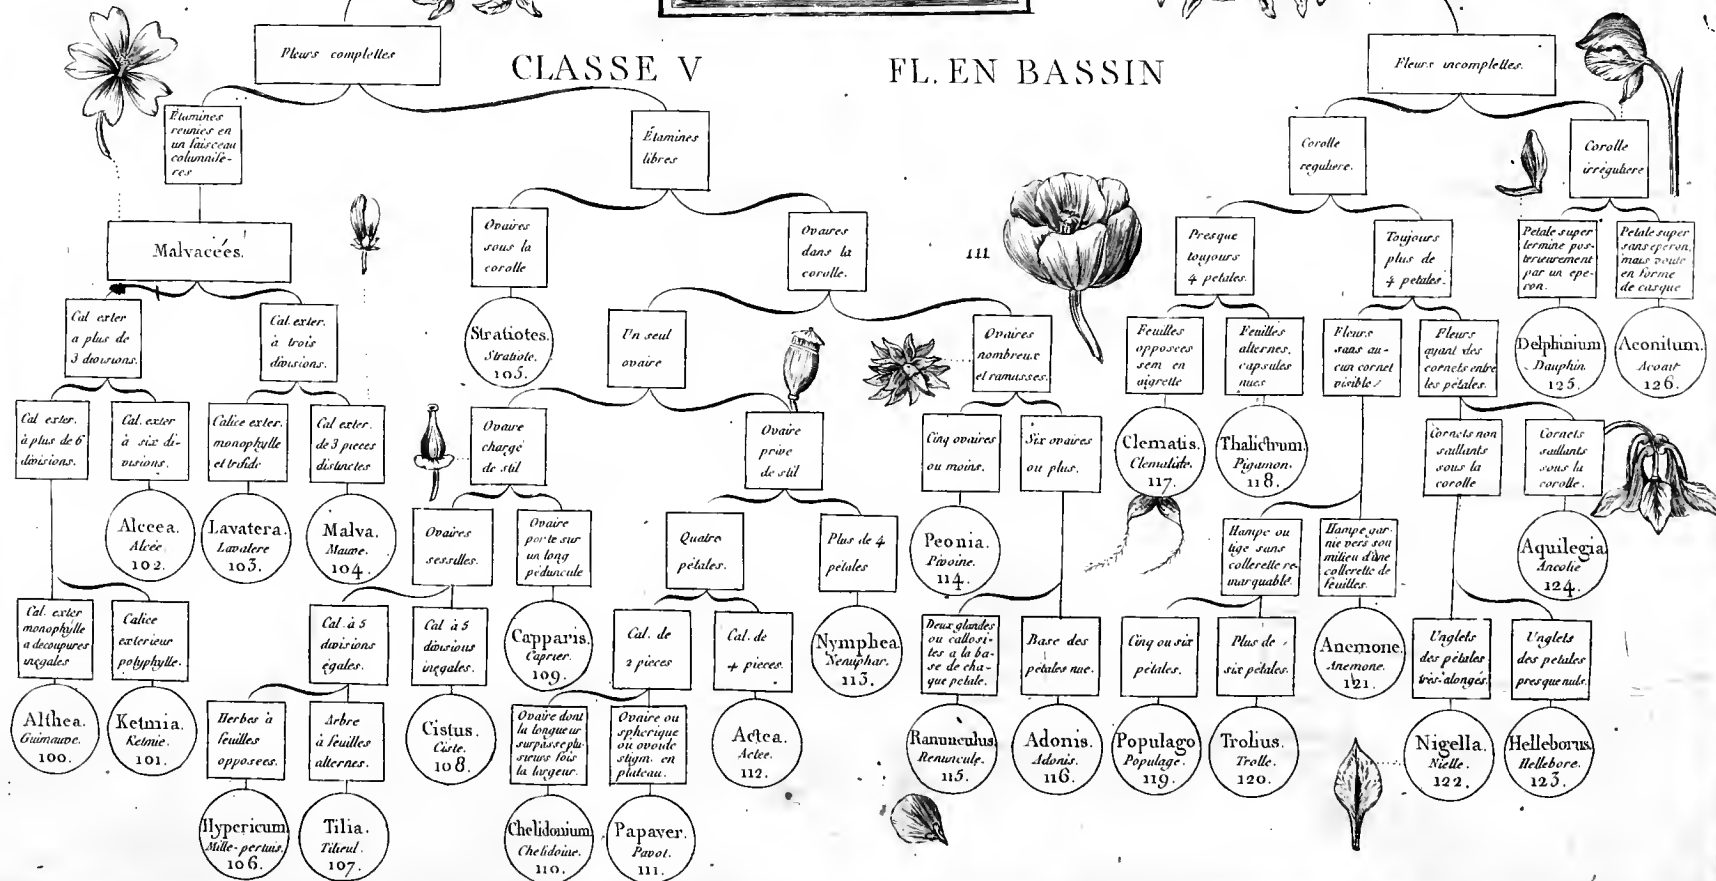 CLASSE V
FL. EN BASSIN
Fleurs complettes
Fleurs incomplettes.
Étamines
reunies en
un faisceau
columnifè-
res
Étamines
libres
Corolle
reguliere.
Corolle
irréguliere
Malvacées.
Ovaires
sous la
corolle
Ovaires
dans la
corolle.
111
Presque
toujours
4 petales.
Toujours
plus de
4 petales.
Petale super
termine pos-
terieurement
par un epe-
ron.
Petale super
sans eperon,
mais voute
en forme
de casque
Cal exter
a plus de
3 divisions.
Cal. exter.
à trois
divisions.
Stratiotes.
Stratiote.
105.
Un seul
ovaire
Ovaires
nombreux
et ramasses.
Feuilles
opposees
sem en
aigrette
Feuilles
alternes,
capsules
nues
Fleurs
sans au-
cun cornet
visible
Fleurs
ayant des
cornets entre
les pétales.
Delphinium
Dauphin.
125.
Aconitum.
Aconit
126.
Cal exter.
à plus de 6
divisions.
Cal. exter
à six di-
visions.
Calice exter.
monophylle
et trifide
Cal exter.
de 3 pieces
distinctes
Ovaire
chargé
de stil
Ovaire
prive
de stil
Cinq ovaires
ou moins.
Six ovaires
ou plus.
Clematis.
Clematite.
117.
Thalictrum.
Pigamon.
118.
Cornets non
saillants
sous la
corolle
Cornets
saillants
sous la
corolle.
Alceea.
Alcée
102.
Lavatera.
Lavatere
103.
Malva.
Mauve.
104.
Ovaires
sessilles.
Ovaire
porte sur
un long
péduncule
Quatre
pétales.
Plus de 4
pétales
Peonia.
Pivoine.
114.
Hampe ou
tige sans
collerette re-
marquable.
Hampe gar-
nie vers son
milieu d'une
collerette de
feuilles.
Aquilegia
Ancolie
124.
Cal. exter
monophylle
a decoupures
inegales
Calice
exterieur
polyphylle.
Cal à 5
divisions
égales.
Cal à 5
divisions
inegales.
Capparis.
Caprier.
109.
Cal. de
2 pieces
Cal. de
4 pieces.
Nymphea.
Nenuphar.
113.
Deux glandes
ou callosi-
tes a la ba-
se de cha-
que petale.
Base des
pétales nue.
Cinq ou six
pétales.
Plus de
six pétales.
Anemone.
Anemone.
121.
Unglets
des pétales
très-alongés.
Unglets
des petales
presque nuls.
Althea.
Guimauve.
100.
Ketmia.
Ketmie.
101.
Herbes à
feuilles
opposees.
Arbre
à feuilles
alternes.
Cistus.
Ciste.
108.
Ovaire dont
la longueur
surpasse plu-
sieurs fois
la largeur.
Ovaire ou
spherique
ou ovoide
stigm. en
plateau.
Actea.
Actee.
112.
Ranunculus
Renuncule.
115.
Adonis.
Adonis.
116.
Populago
Populage.
119.
Trolius.
Trolle.
120.
Nigella.
Nielle.
122.
Helleborus.
Hellebore.
123.
Hypericum
Mille-pertuis.
106.
Tilia.
Tilleul.
107.
Chelidonium
Chelidoine.
110.
Papaver.
Pavot.
111.